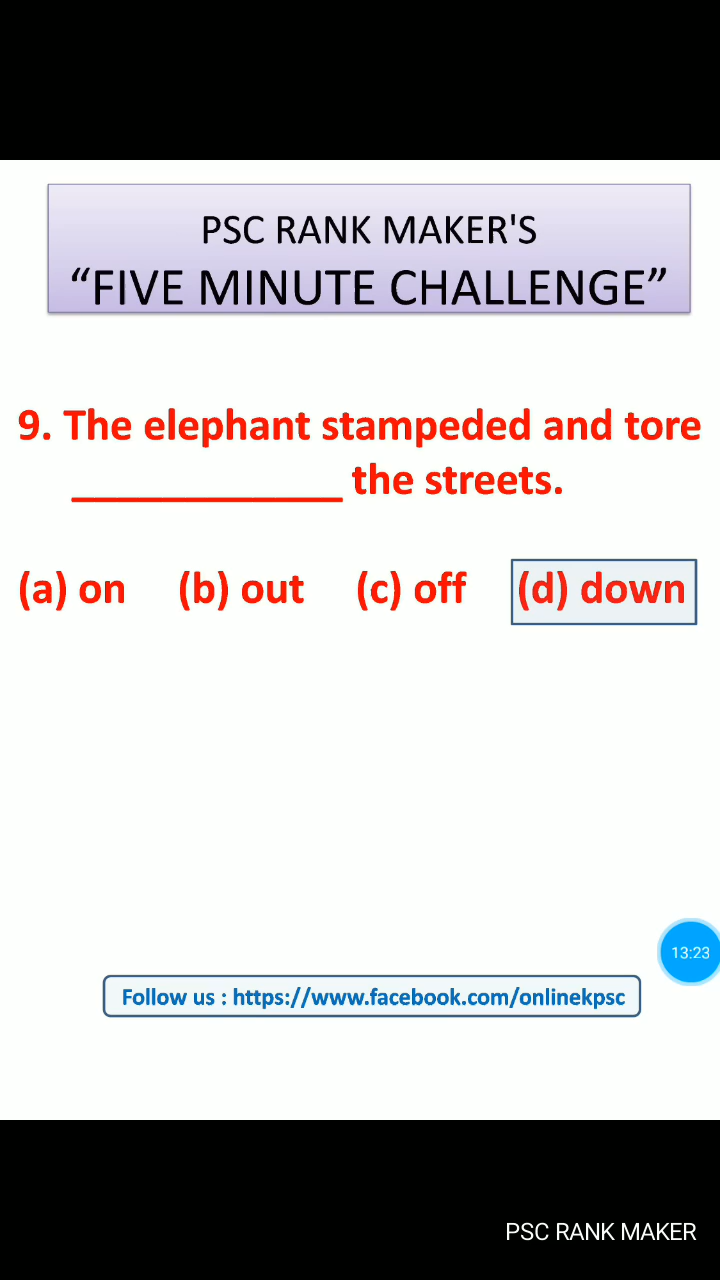 PSC RANK MAKER'S
“FIVE MINUTE CHALLENGE”
9. The elephant stampeded and tore
____________ the streets.
(a) on (b) out (c) off (d) down
13:23
Follow us : https://www.facebook.com/onlinekpsc
PSC RANK MAKER